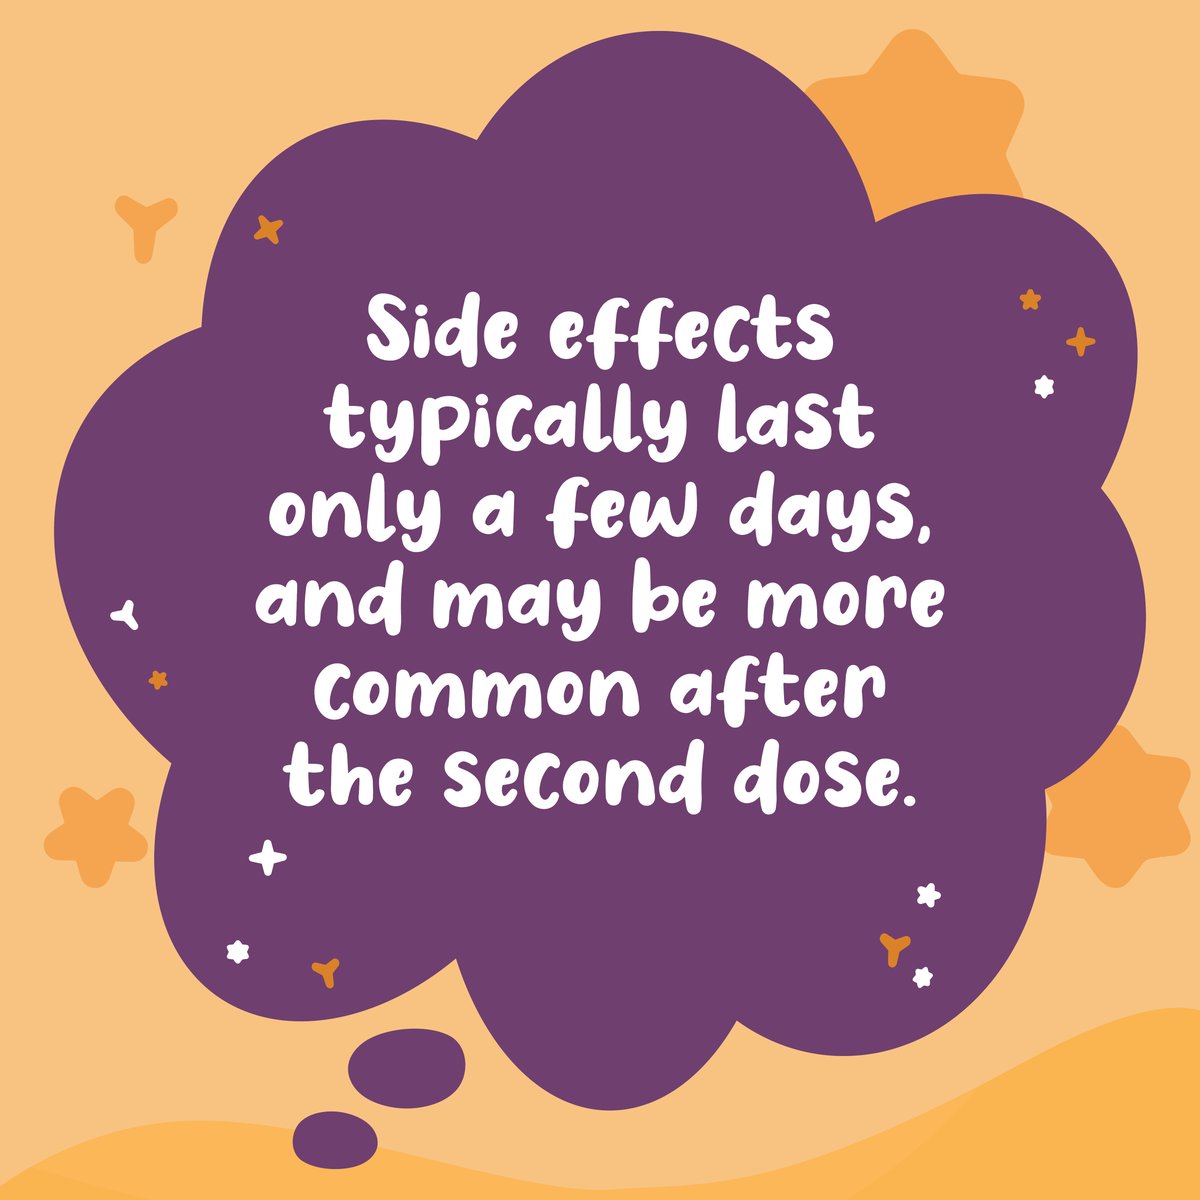 Side effects
typically last
only a few days,
and may be more
common after
the second dose.